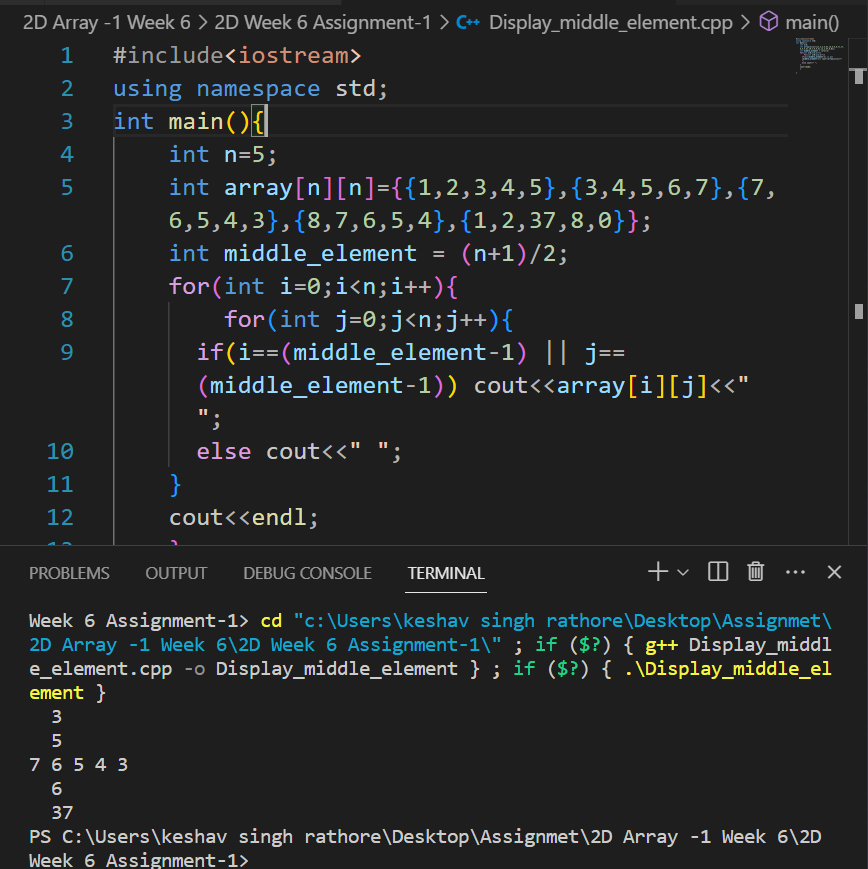 2D Array -1 Week 6 > 2D Week 6 Assignment-1 > C++ Display_middle_element.cpp > main()
1 #include<iostream>
2 using namespace std;
3 int main(){
4 int n=5;
5 int array[n][n]={{1,2,3,4,5},{3,4,5,6,7},{7,
6,5,4,3},{8,7,6,5,4},{1,2,37,8,0}};
6 int middle_element = (n+1)/2;
7 for(int i=0;i<n;i++){
8 for(int j=0;j<n;j++){
9 if(i==(middle_element-1) || j==
(middle_element-1)) cout<<array[i][j]<<"
";
10 else cout<<" ";
11 }
12 cout<<endl;
PROBLEMS OUTPUT DEBUG CONSOLE TERMINAL
Week 6 Assignment-1> cd "c:\Users\keshav singh rathore\Desktop\Assignmet\
2D Array -1 Week 6\2D Week 6 Assignment-1\" ; if ($?) { g++ Display_middl
e_element.cpp -o Display_middle_element } ; if ($?) { .\Display_middle_el
ement }
3
5
7 6 5 4 3
6
37
PS C:\Users\keshav singh rathore\Desktop\Assignmet\2D Array -1 Week 6\2D
Week 6 Assignment-1>